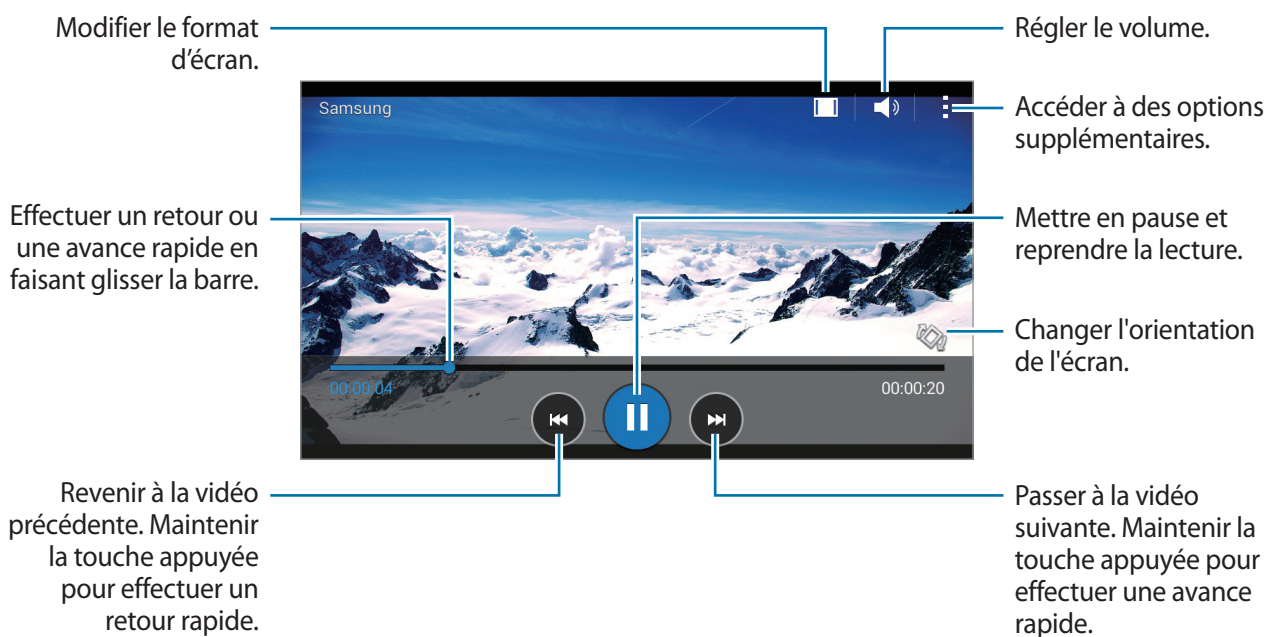 Modifier le format
d’écran.
Régler le volume.
Samsung
Accéder à des options
supplémentaires.
Effectuer un retour ou
une avance rapide en
faisant glisser la barre.
Mettre en pause et
reprendre la lecture.
Changer l'orientation
de l'écran.
00:00:04
00:00:20
Revenir à la vidéo
précédente. Maintenir
la touche appuyée
pour effectuer un
retour rapide.
Passer à la vidéo
suivante. Maintenir la
touche appuyée pour
effectuer une avance
rapide.